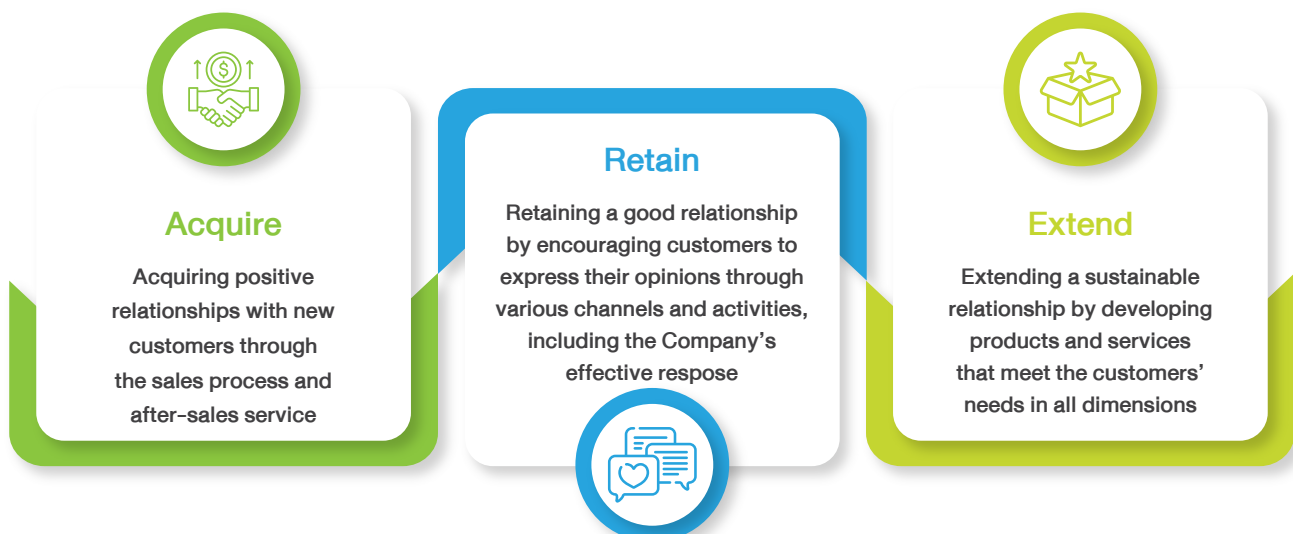 Acquire
Acquiring positive
relationships with new
customers through
the sales process and
after-sales service
Retain
Retaining a good relationship
by encouraging customers to
express their opinions through
various channels and activities,
including the Company's
effective respose
Extend
Extending a sustainable
relationship by developing
products and services
that meet the customers'
needs in all dimensions